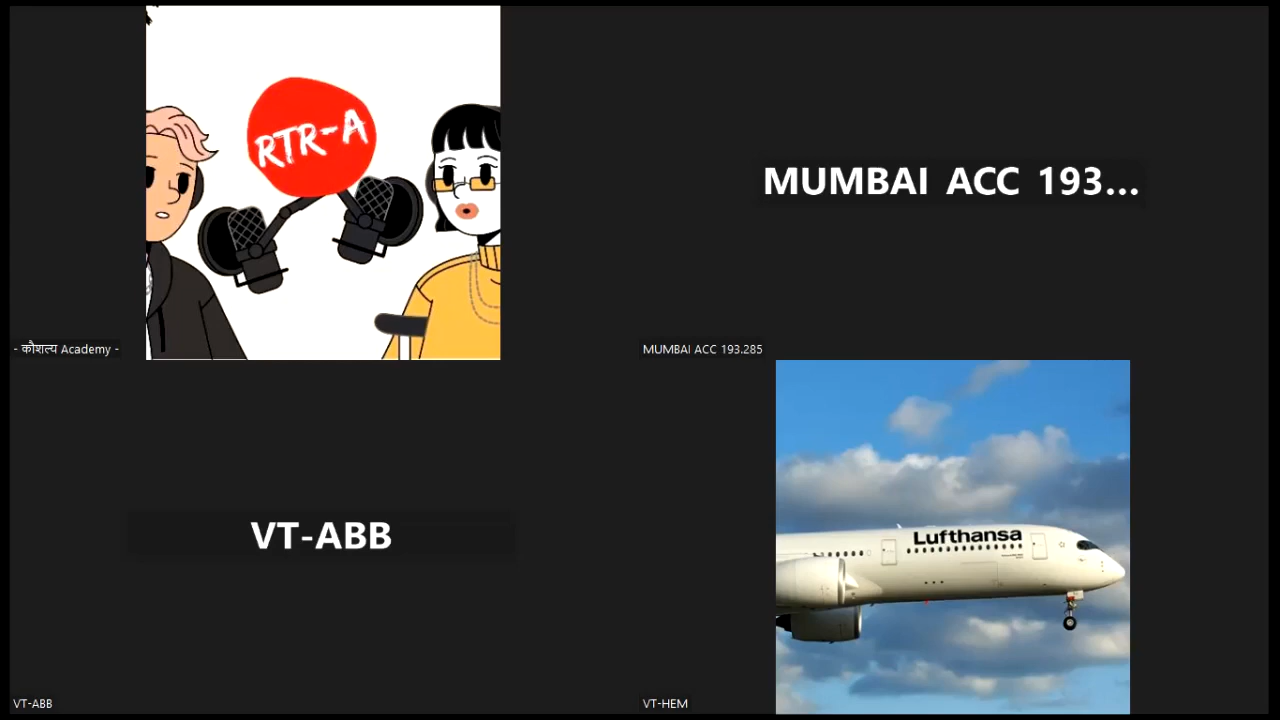 RTR-A
MUMBAI ACC 193...
- कौशल्य Academy -
MUMBAI ACC 193.285
VT-ABB
Lufthansa
VT-ABB
VT-HEM